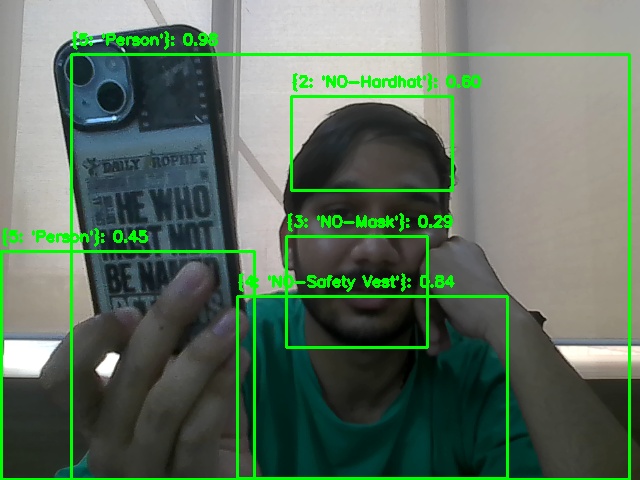 {5: 'Person'}: 0.96
{2: 'NO-Hardhat'}: 0.60
DAILY PROPHET
HE WHO
MUST NOT
BE NAMED
{3: 'NO-Mask'}: 0.29
{5: 'Person'}: 0.45
{4: 'NO-Safety Vest'}: 0.84